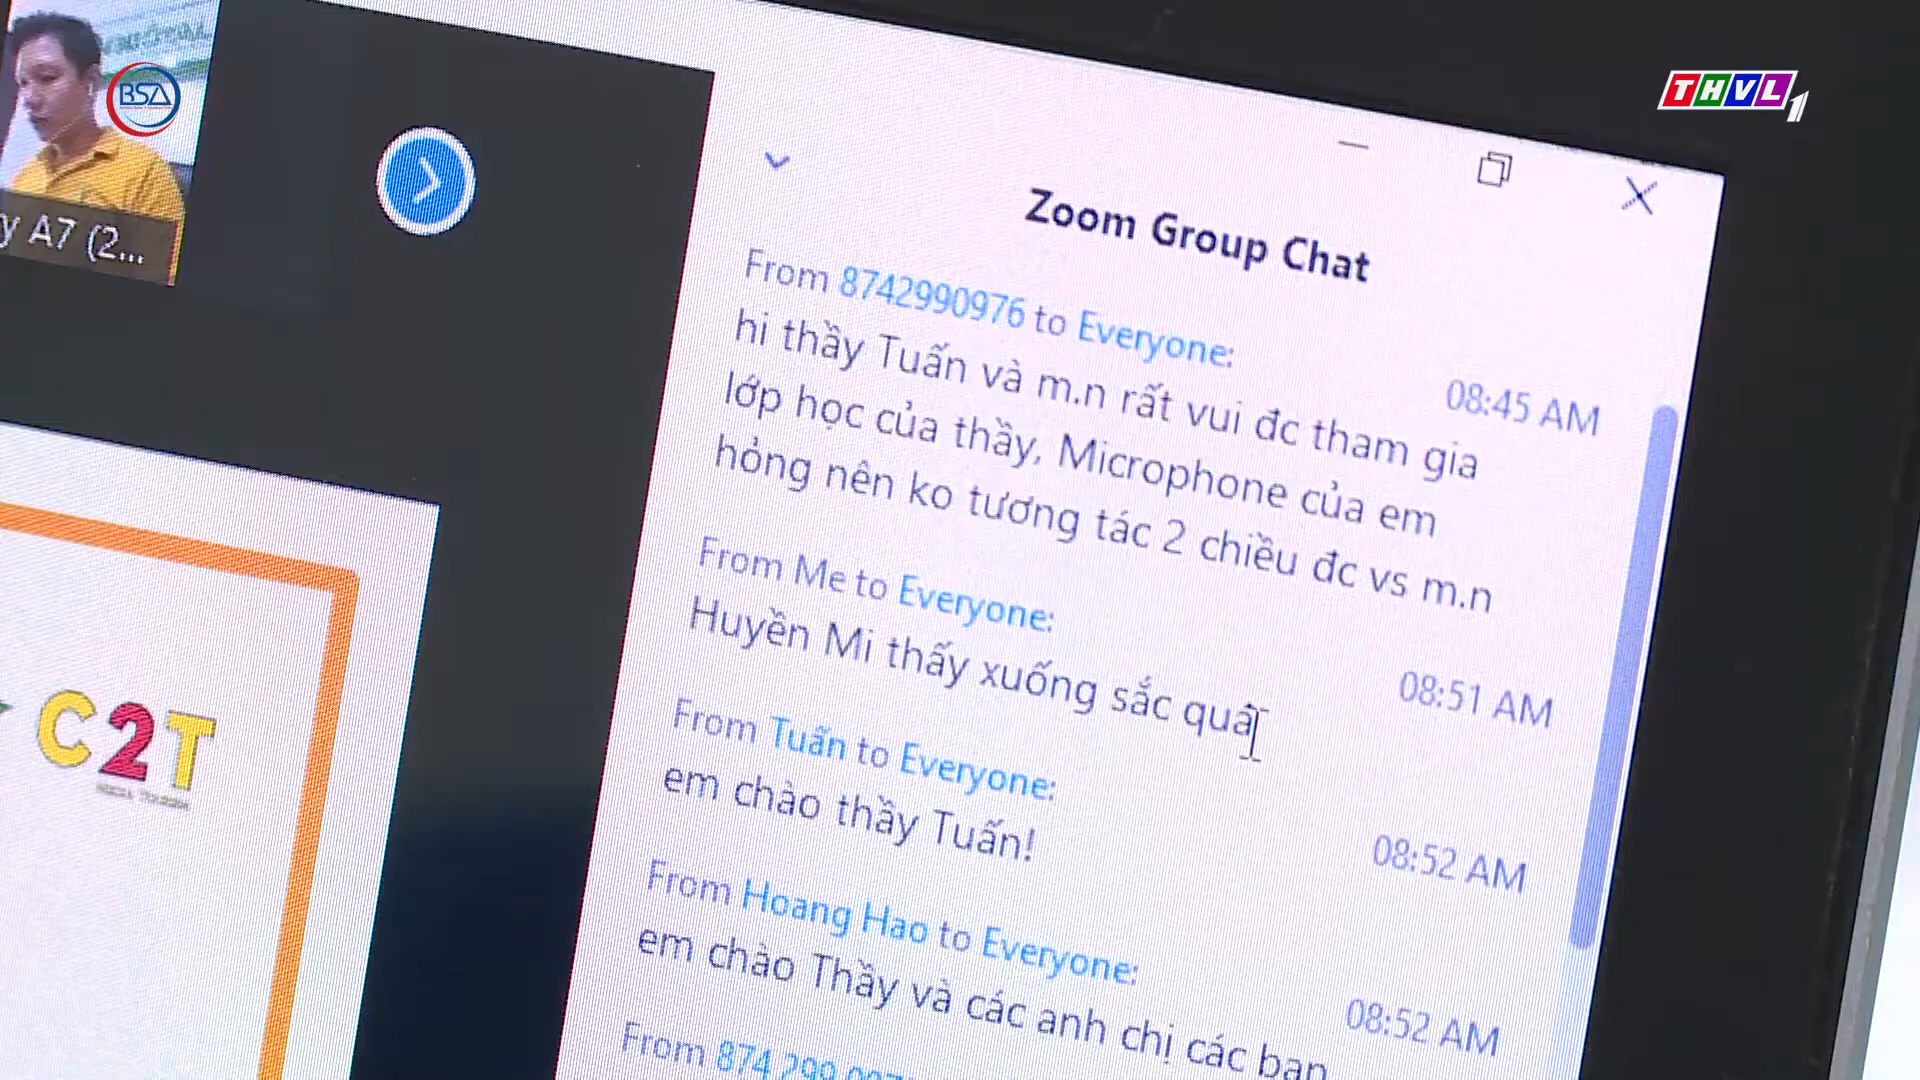 BSA
THVL1
y A7 (2...
Zoom Group Chat
From 8742990976 to Everyone:
08:45 AM
hi thầy Tuấn và m.n rất vui đc tham gia
lớp học của thầy, Microphone của em
hỏng nên ko tương tác 2 chiều đc vs m.n
From Me to Everyone:
08:51 AM
Huyền Mi thấy xuống sắc quá
From Tuấn to Everyone:
08:52 AM
em chào thầy Tuấn!
From Hoang Hao to Everyone:
08:52 AM
em chào Thầy và các anh chị các bạn
From 874 299
C2T